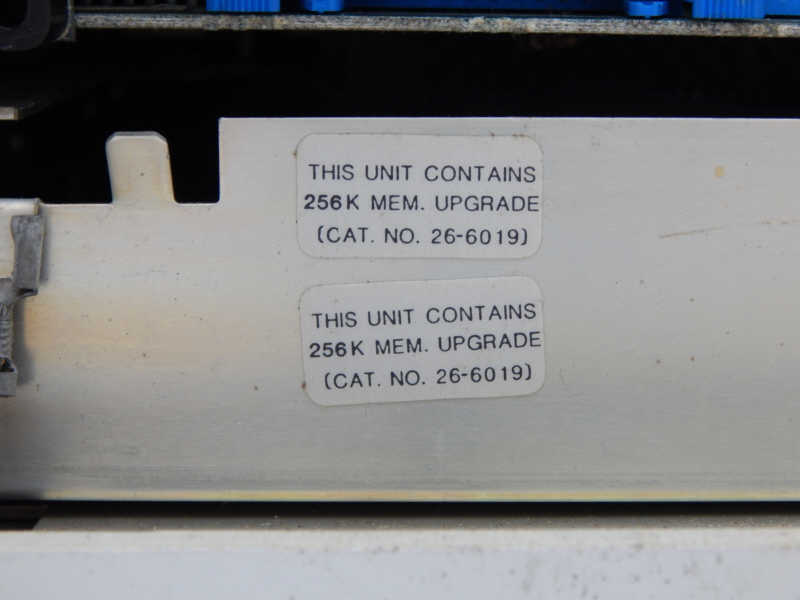 THIS UNIT CONTAINS
256K MEM. UPGRADE
(CAT. NO. 26-6019)
THIS UNIT CONTAINS
256K MEM. UPGRADE
(CAT. NO. 26-6019)